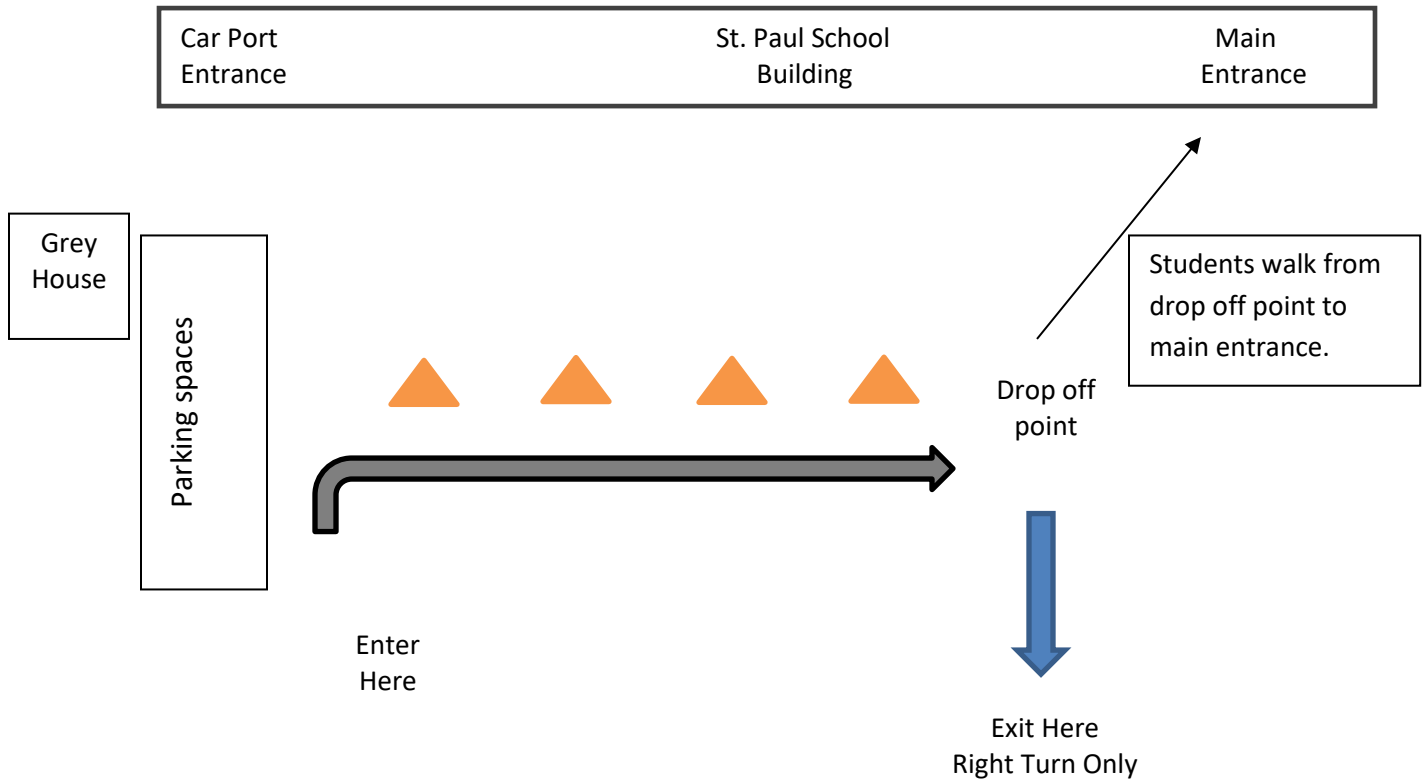 Car Port
Entrance
St. Paul School
Building
Main
Entrance
Grey
House
Parking spaces
Students walk from
drop off point to
main entrance.
Drop off
point
Enter
Here
Exit Here
Right Turn Only